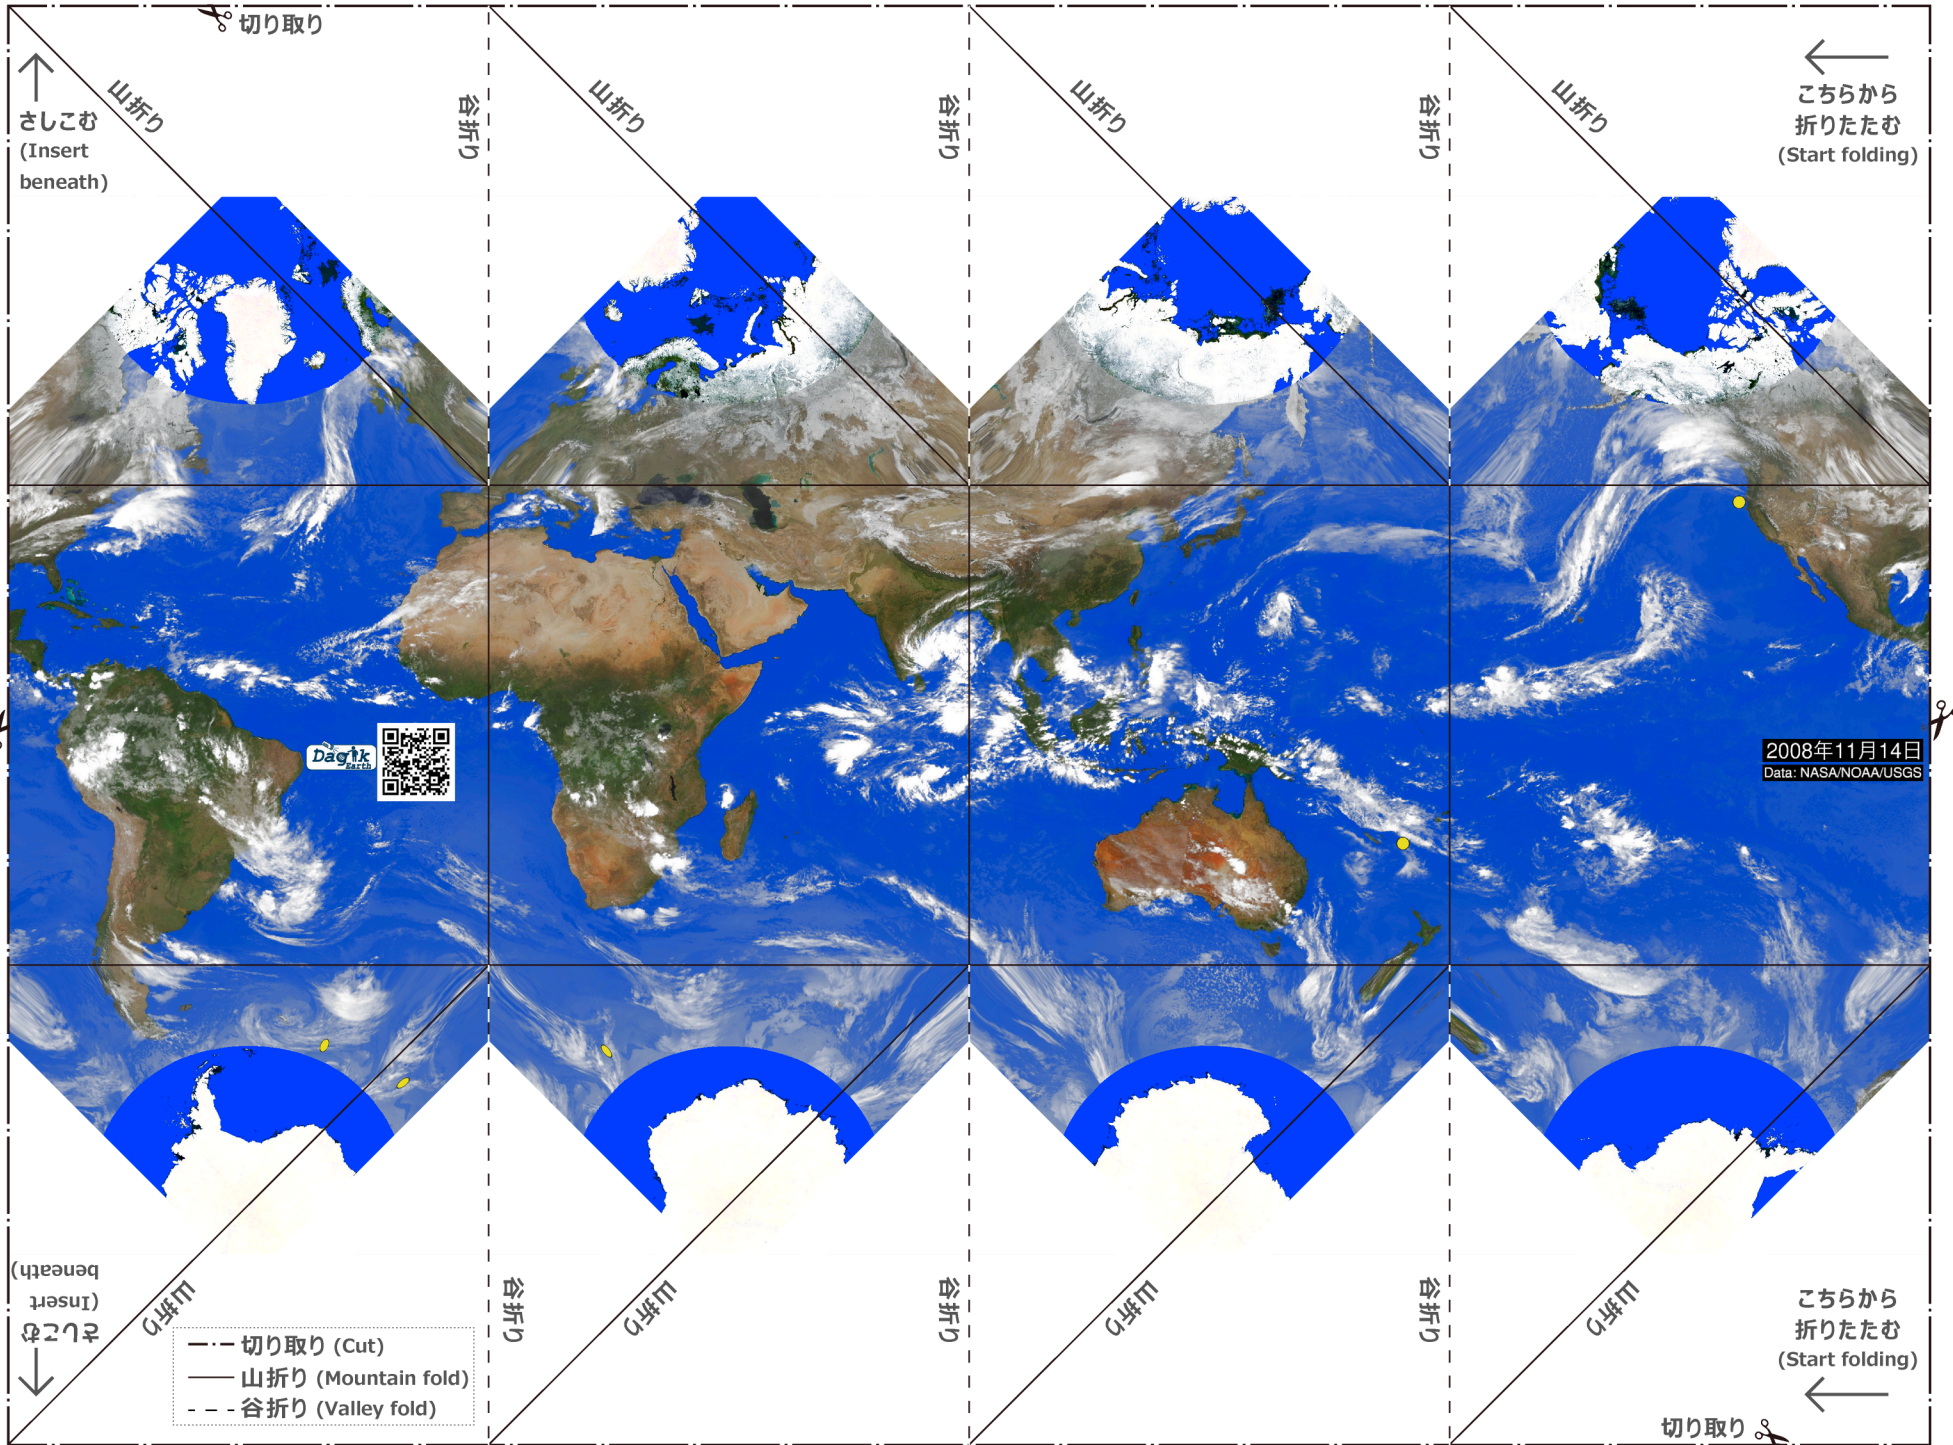 切り取り
さしこむ
(Insert
beneath)
山折り
谷折り
山折り
谷折り
山折り
谷折り
山折り
こちらから
折りたたむ
(Start folding)
Dagik
Earth
2008年11月14日
Data: NASA/NOAA/USGS
さしこむ
(Insert
beneath)
山折り
谷折り
山折り
谷折り
山折り
谷折り
山折り
こちらから
折りたたむ
(Start folding)
切り取り (Cut)
山折り (Mountain fold)
谷折り (Valley fold)
切り取り